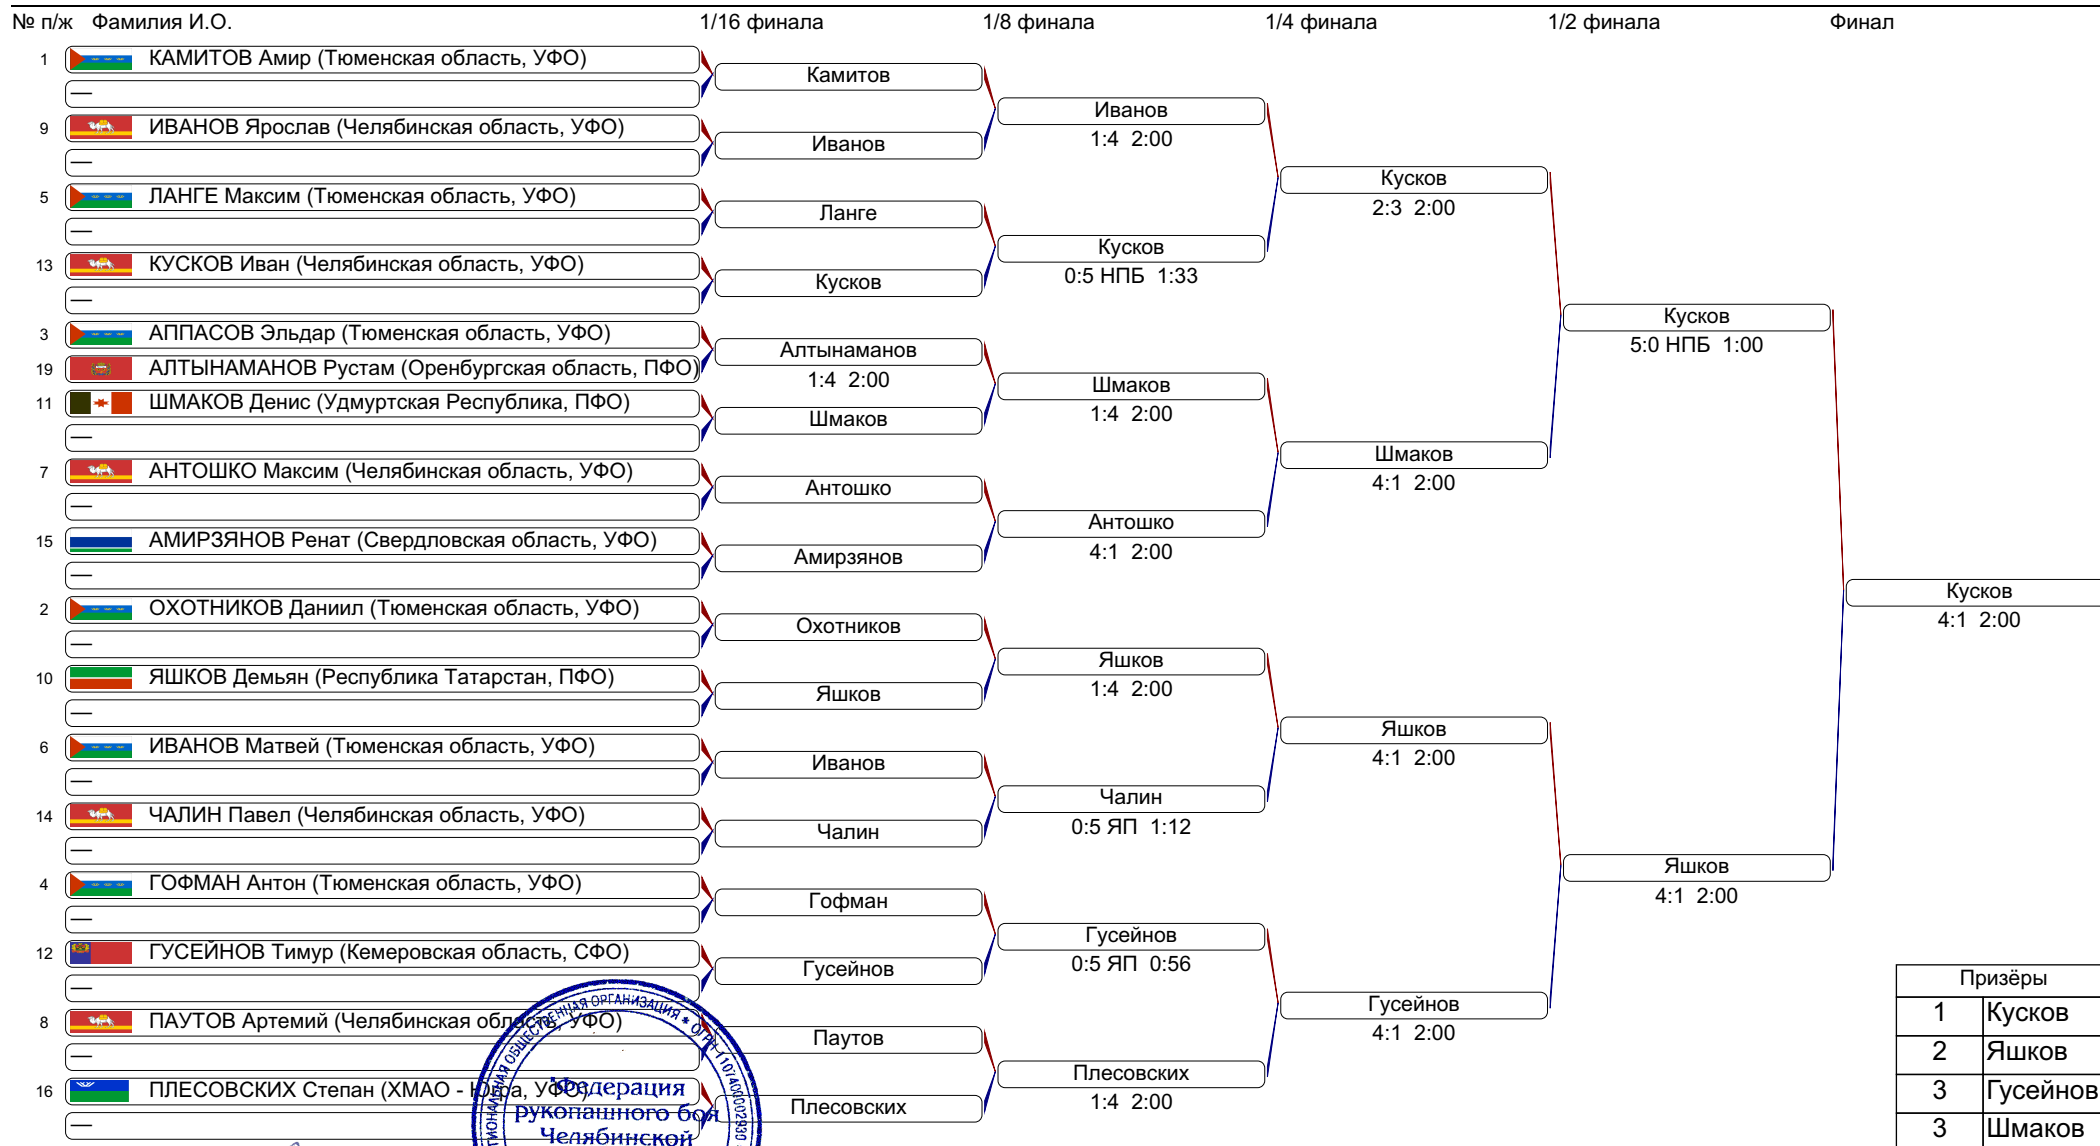 № п/ж Фамилия И.О. 1/16 финала 1/8 финала 1/4 финала 1/2 финала Финал
1 КАМИТОВ Амир (Тюменская область, УФО)
Камитов
—
Иванов
9 ИВАНОВ Ярослав (Челябинская область, УФО)
1:4 2:00
Иванов
—
Кусков
5 ЛАНГЕ Максим (Тюменская область, УФО)
2:3 2:00
Ланге
—
Кусков
13 КУСКОВ Иван (Челябинская область, УФО)
0:5 НПБ 1:33
Кусков
—
Кусков
3 АППАСОВ Эльдар (Тюменская область, УФО)
5:0 НПБ 1:00
Алтынаманов
19 АЛТЫНАМАНОВ Рустам (Оренбургская область, ПФО)
1:4 2:00
Шмаков
11 ШМАКОВ Денис (Удмуртская Республика, ПФО)
1:4 2:00
Шмаков
—
Шмаков
7 АНТОШКО Максим (Челябинская область, УФО)
4:1 2:00
Антошко
—
Антошко
15 АМИРЗЯНОВ Ренат (Свердловская область, УФО)
4:1 2:00
Амирзянов
—
Кусков
2 ОХОТНИКОВ Даниил (Тюменская область, УФО)
4:1 2:00
Охотников
—
Яшков
10 ЯШКОВ Демьян (Республика Татарстан, ПФО)
1:4 2:00
Яшков
—
Яшков
6 ИВАНОВ Матвей (Тюменская область, УФО)
4:1 2:00
Иванов
—
Чалин
14 ЧАЛИН Павел (Челябинская область, УФО)
0:5 ЯП 1:12
Чалин
—
Яшков
4 ГОФМАН Антон (Тюменская область, УФО)
4:1 2:00
Гофман
—
Гусейнов
12 ГУСЕЙНОВ Тимур (Кемеровская область, СФО)
0:5 ЯП 0:56
Гусейнов
—
Гусейнов
8 ПАУТОВ Артемий (Челябинская область, УФО)
4:1 2:00
Паутов
—
Плесовских
16 ПЛЕСОВСКИХ Степан (ХМАО - Югра, УФО)
1:4 2:00
Плесовских
—
Призёры
1 Кусков
2 Яшков
3 Гусейнов
3 Шмаков
ОБЩЕСТВЕННАЯ ОРГАНИЗАЦИЯ * ОГРН
Федерация
рукопашного боя
Челябинской